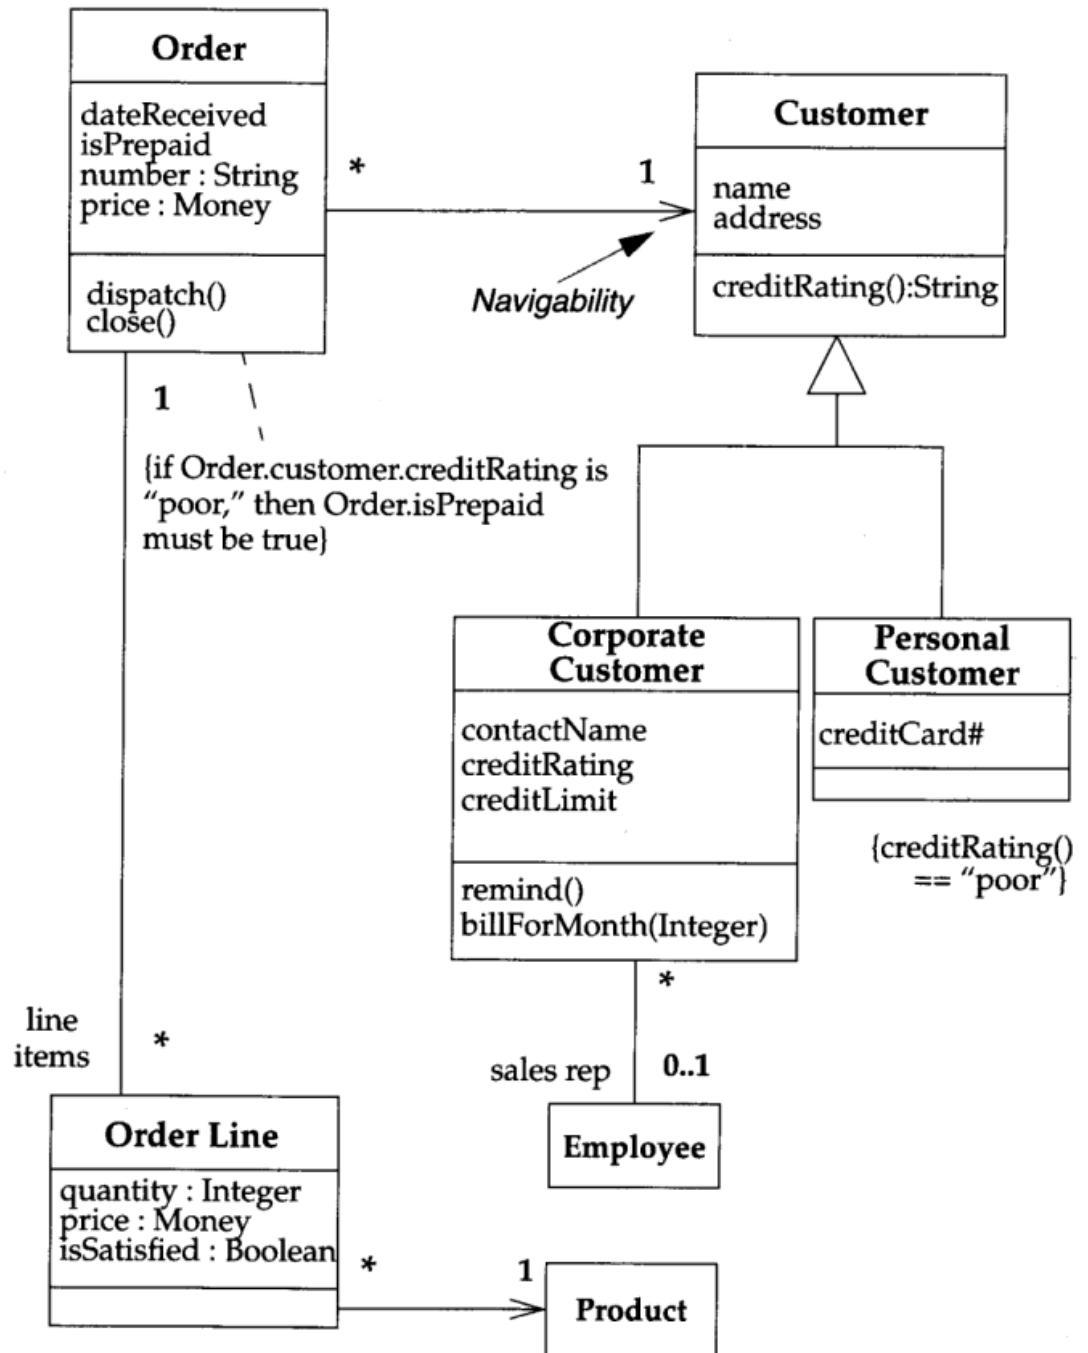 Order
dateReceived
isPrepaid
number : String
price : Money
dispatch()
close()
*
1
Navigability
Customer
name
address
creditRating():String
1
{if Order.customer.creditRating is
“poor,” then Order.isPrepaid
must be true}
Corporate
Customer
contactName
creditRating
creditLimit
remind()
billForMonth(Integer)
Personal
Customer
creditCard#
{creditRating()
== “poor”}
*
sales rep
0..1
Employee
line
items
*
Order Line
quantity : Integer
price : Money
isSatisfied : Boolean
*
1
Product